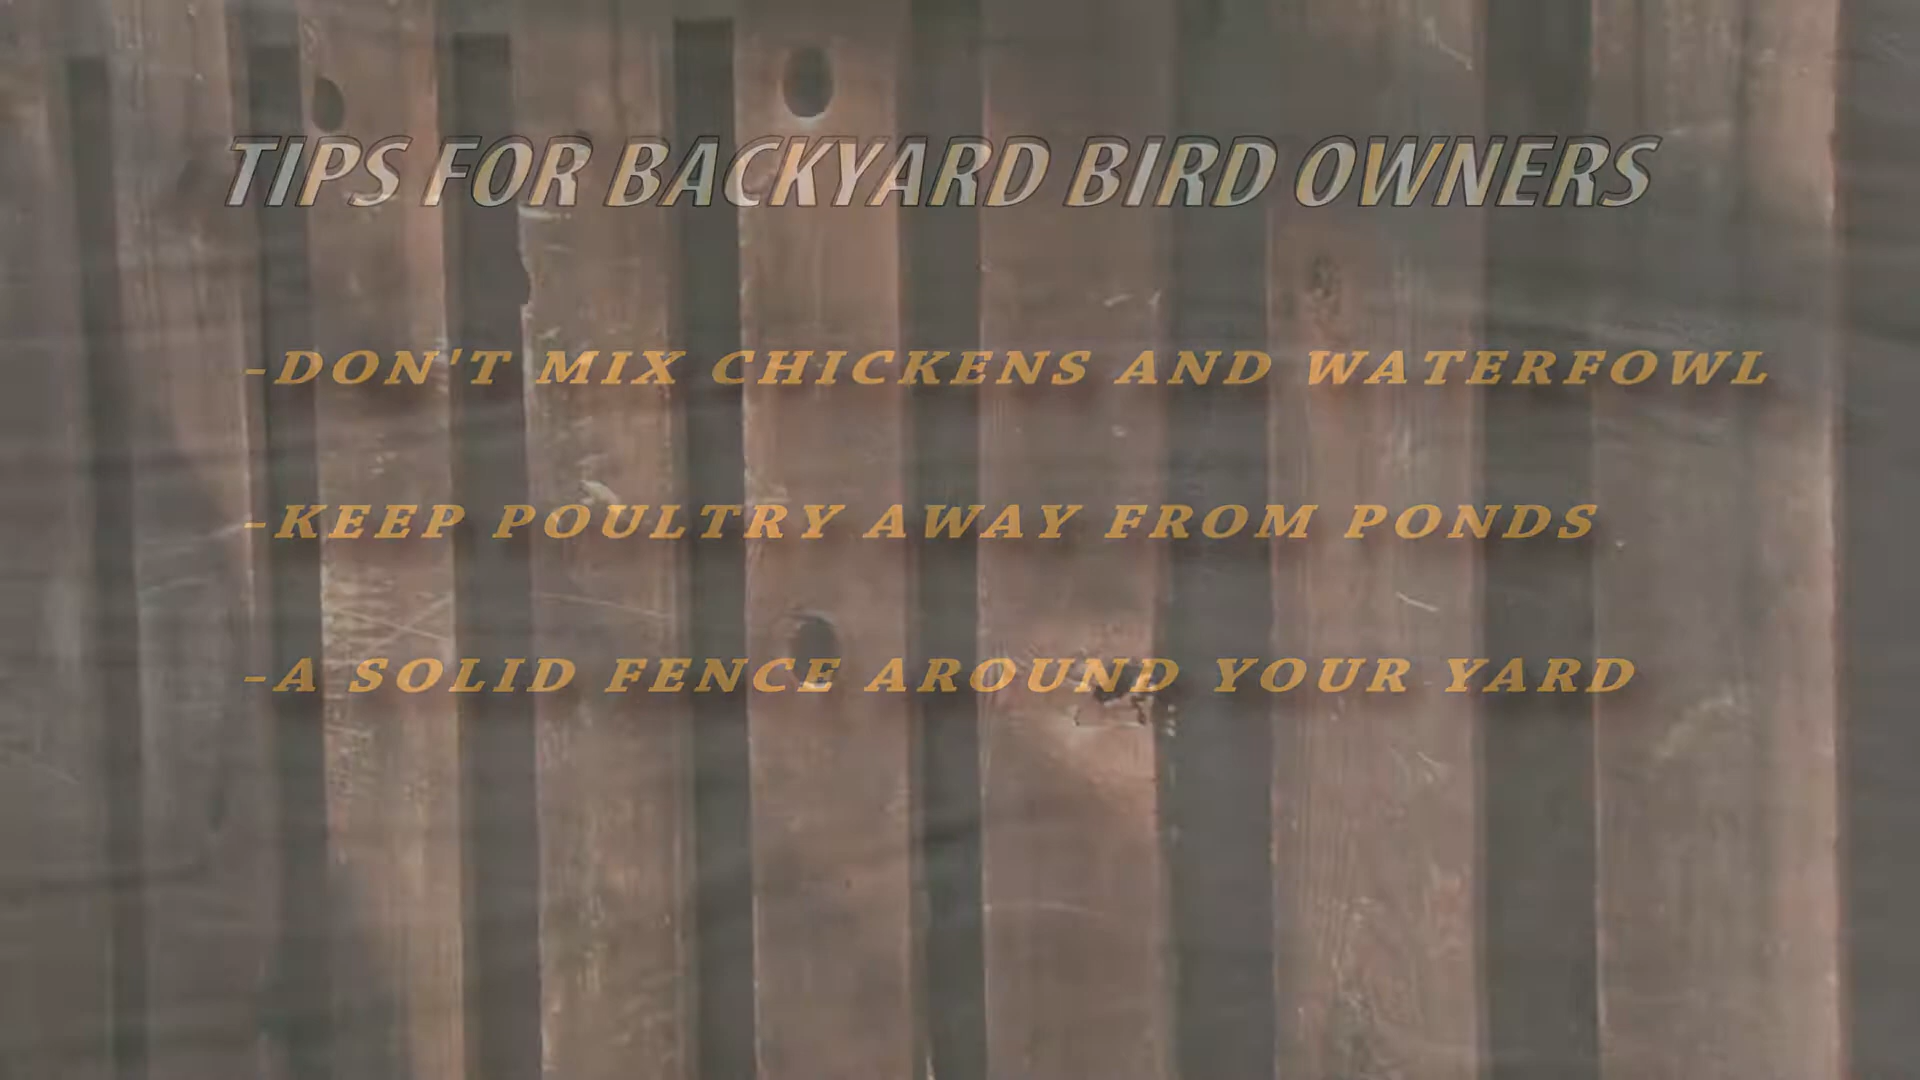 TIPS FOR BACKYARD BIRD OWNERS
-DON'T MIX CHICKENS AND WATERFOWL
-KEEP POULTRY AWAY FROM PONDS
-A SOLID FENCE AROUND YOUR YARD